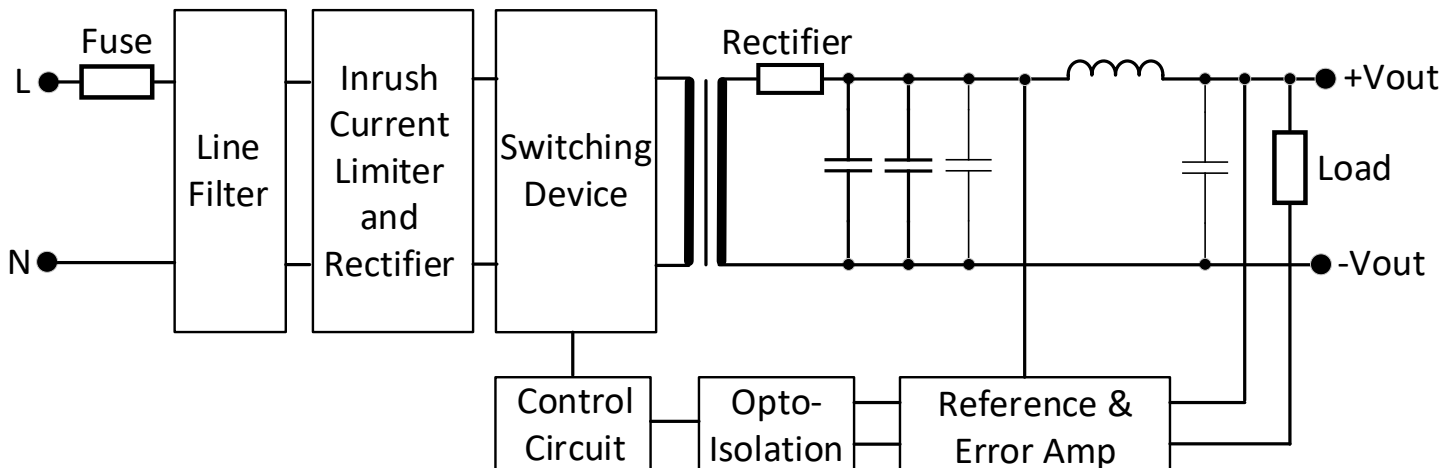 Fuse
L
N
Line
Filter
Inrush
Current
Limiter
and
Rectifier
Switching
Device
Rectifier
+Vout
Load
-Vout
Control
Circuit
Opto-
Isolation
Reference &
Error Amp